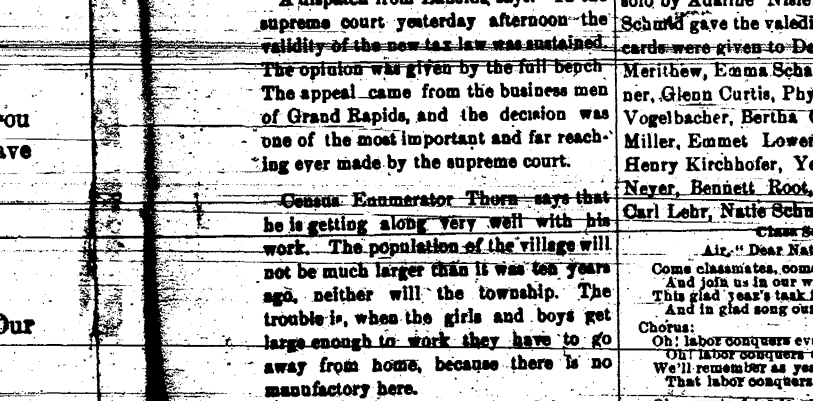 ou
ave
Our
supreme court yesterday afternoon the
validity of the new tax law was sustained.
The opinion was given by the full bench
The appeal came from the business men
of Grand Rapids, and the decision was
one of the most important and far reach-
ing ever made by the supreme court.
Census Enumerator Thorn says that
he is getting along very well with his
work. The population of the village will
not be much larger than it was ten years
ago, neither will the township. The
trouble is, when the girls and boys get
large enough to work they have to go
away from home, because there is no
manufactory here.
solo by
Schmid gave the valedi
cards were given to De
Merithew, Emma Scha
ner, Glenn Curtis, Phy
Vogelbacher, Bertha
Miller, Emmet Lower
Henry Kirchhofer, Ye
Neyer, Bennett Root,
Carl Lehr, Natie Schu
Class S
Air, "Dear Nat
Come classmates, com
And join us in our w
This glad year's task i
And in glad song out
Chorus:
Oh! labor conquers ev
Oh! labor conquers
We'll remember as yea
That labor conquers